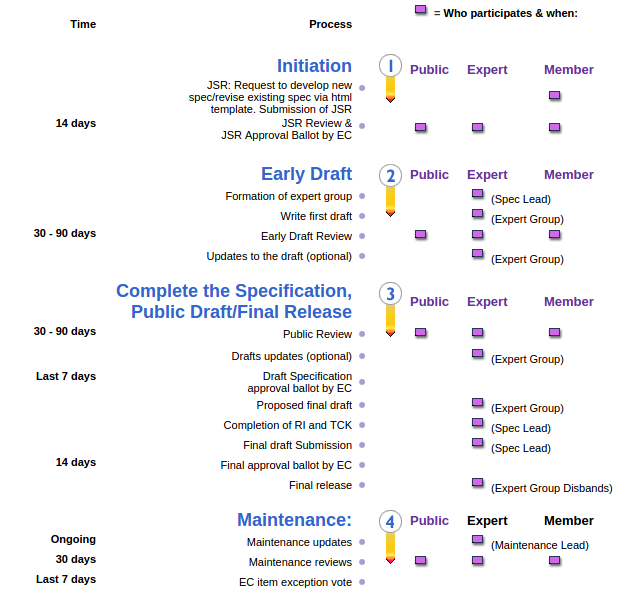 = Who participates & when:
Time Process
Initiation 1 Public Expert Member
JSR: Request to develop new
spec/revise existing spec via html
template. Submission of JSR
14 days JSR Review &
JSR Approval Ballot by EC
Early Draft 2 Public Expert Member
Formation of expert group (Spec Lead)
Write first draft (Expert Group)
30 - 90 days Early Draft Review
Updates to the draft (optional) (Expert Group)
Complete the Specification, 3
Public Draft/Final Release Public Expert Member
30 - 90 days Public Review
Drafts updates (optional) (Expert Group)
Last 7 days Draft Specification
approval ballot by EC
Proposed final draft (Expert Group)
Completion of RI and TCK (Spec Lead)
Final draft Submission (Spec Lead)
14 days Final approval ballot by EC
Final release (Expert Group Disbands)
Maintenance: 4 Public Expert Member
Ongoing Maintenance updates (Maintenance Lead)
30 days Maintenance reviews
Last 7 days EC item exception vote